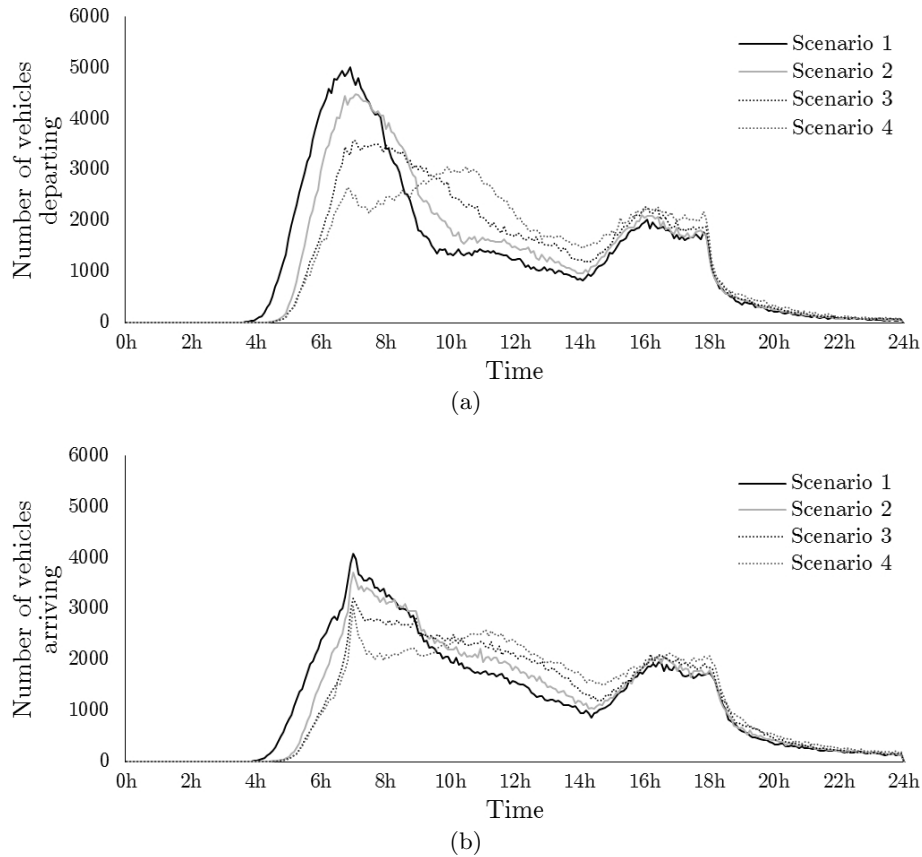 6000
5000
4000
3000
2000
1000
0
Number of vehicles
departing
Scenario 1
Scenario 2
Scenario 3
Scenario 4
0h 2h 4h 6h 8h 10h 12h 14h 16h 18h 20h 22h 24h
Time
(a)
6000
5000
4000
3000
2000
1000
0
Number of vehicles
arriving
Scenario 1
Scenario 2
Scenario 3
Scenario 4
0h 2h 4h 6h 8h 10h 12h 14h 16h 18h 20h 22h 24h
Time
(b)